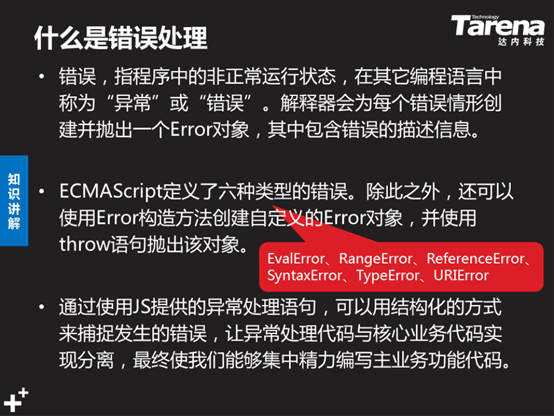 什么是错误处理
Technology
Tarena
达内科技
• 错误，指程序中的非正常运行状态，在其它编程语言中
称为“异常”或“错误”。解释器会为每个错误情形创
建并抛出一个Error对象，其中包含错误的描述信息。
知识讲解
• ECMAScript定义了六种类型的错误。除此之外，还可以
使用Error构造方法创建自定义的Error对象，并使用
throw语句抛出该对象。
EvalError、RangeError、ReferenceError、
SyntaxError、TypeError、URIError
• 通过使用JS提供的异常处理语句，可以用结构化的方式
来捕捉发生的错误，让异常处理代码与核心业务代码实
现分离，最终使我们能够集中精力编写主业务功能代码。